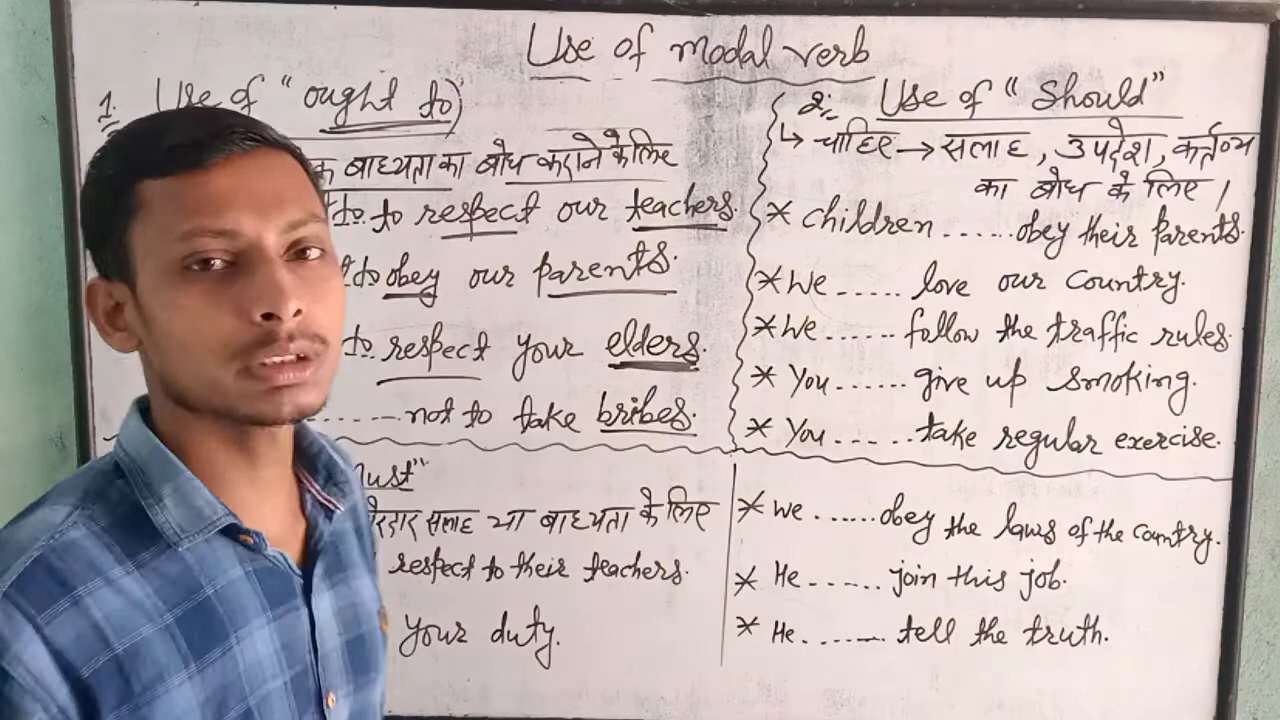 Use of modal verb
1. Use of "ought to)
क बाध्यता का बोध कराने के लिए
to respect our teachers.
to obey our parents.
to respect your elders.
........ not to take bribes.
2:- Use of "Should"
↳ चाहिए → सलाह, उपदेश, कर्तव्य
का बोध के लिए।
* children ...... obey their parents.
* We ...... love our country.
* We ...... follow the traffic rules.
* You ...... give up smoking.
* You ..... take regular exercise.
ust"
रदार सलाह या बाध्यता के लिए
respect to their teachers.
your duty.
* We ...... obey the laws of the country.
* He ...... join this job.
* He ....... tell the truth.